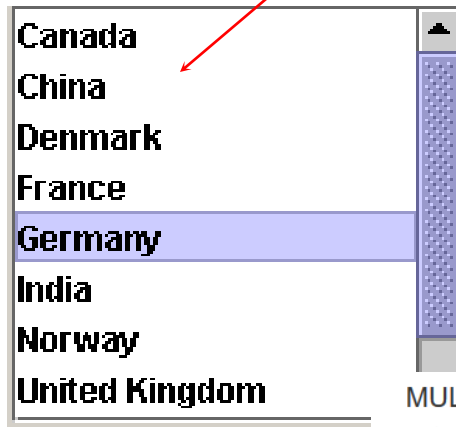 Canada
China
Denmark
France
Germany
India
Norway
United Kingdom
MUL